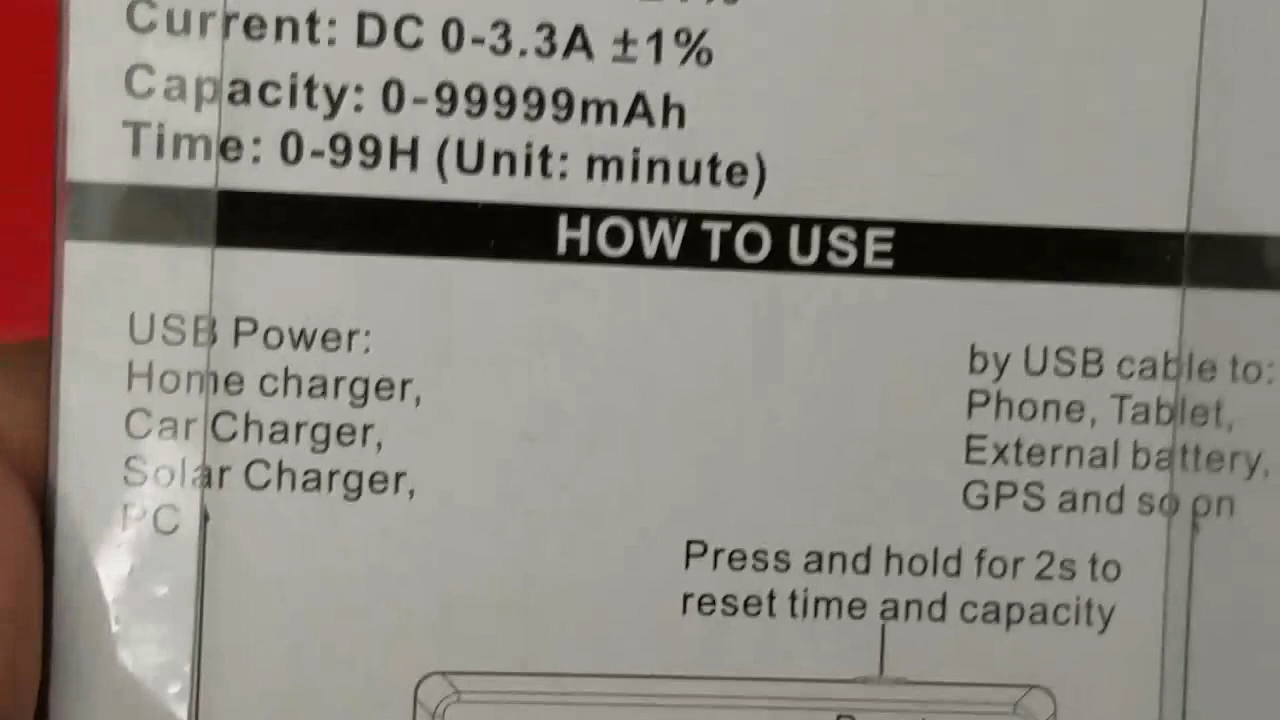 Current: DC 0-3.3A ±1%
Capacity: 0-99999mAh
Time: 0-99H (Unit: minute)
HOW TO USE
USB Power:
Home charger,
Car Charger,
Solar Charger,
PC
by USB cable to:
Phone, Tablet,
External battery,
GPS and so on
Press and hold for 2s to
reset time and capacity